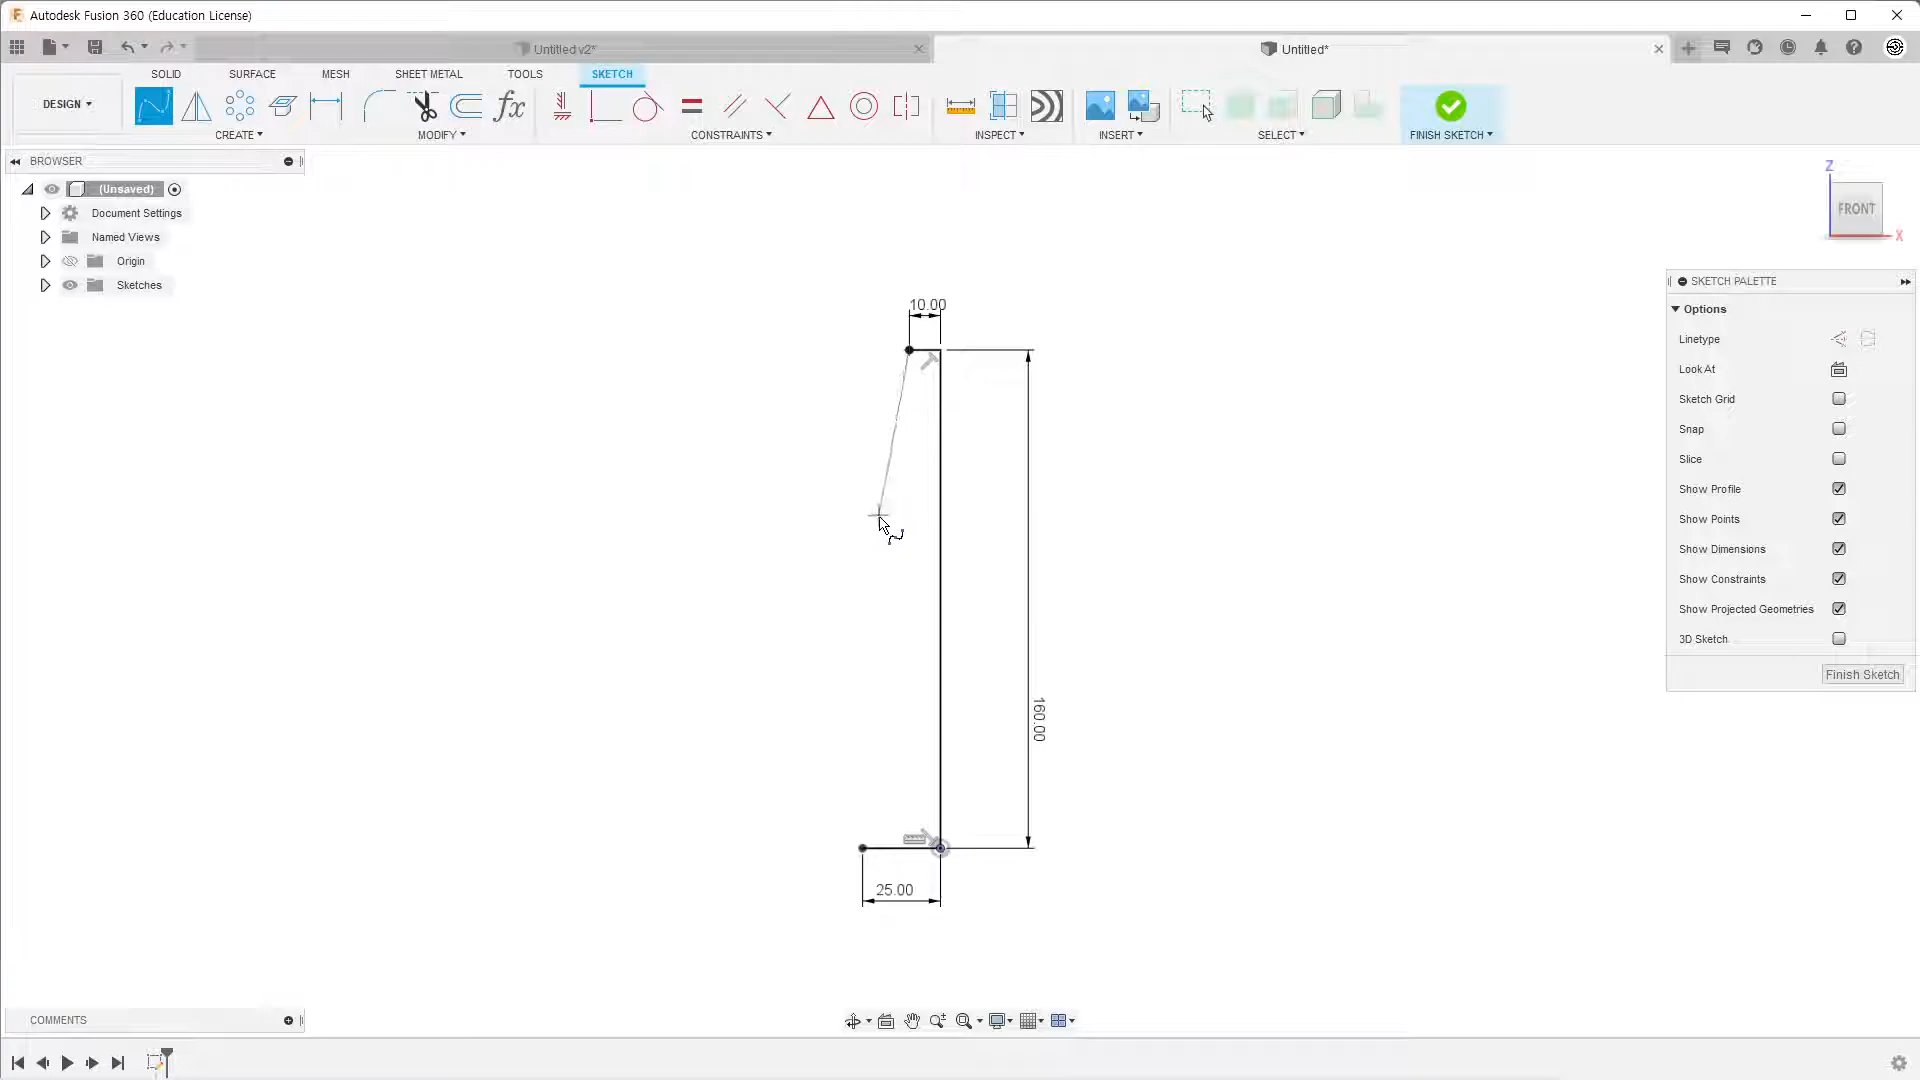 Autodesk Fusion 360 (Education License)
Untitled v2*
Untitled*
SOLID
SURFACE
MESH
SHEET METAL
TOOLS
SKETCH
DESIGN
fx
CREATE
MODIFY
CONSTRAINTS
INSPECT
INSERT
SELECT
FINISH SKETCH
BROWSER
(Unsaved)
Document Settings
Named Views
Origin
Sketches
Z
FRONT
X
SKETCH PALETTE
Options
Linetype
Look At
Sketch Grid
Snap
Slice
Show Profile
Show Points
Show Dimensions
Show Constraints
Show Projected Geometries
3D Sketch
Finish Sketch
10.00
160.00
25.00
COMMENTS